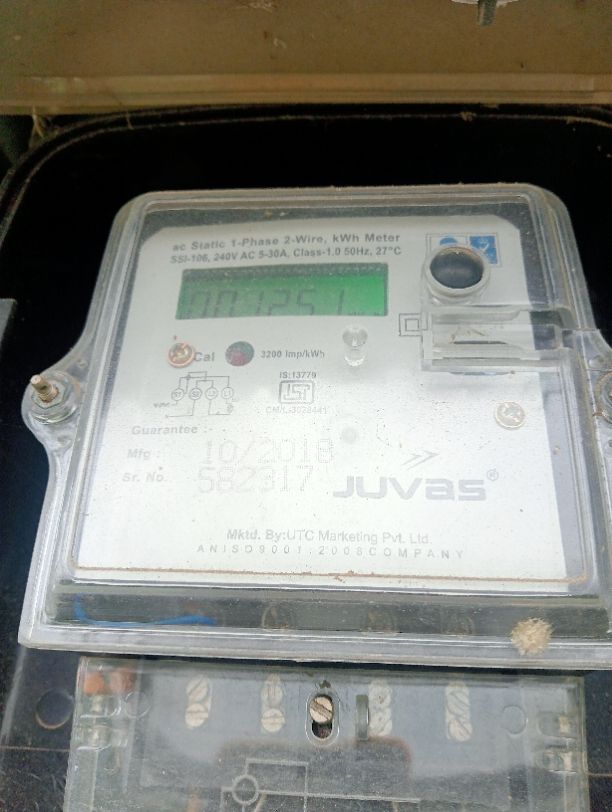 ac Static 1-Phase 2-Wire, kWh Meter
SSI-106, 240V AC 5-30A, Class-1.0 50Hz, 27°C
Cal 3200 Imp/kWh
IS:13779
ISI
Guarantee :-
Mfg : 10/2018
Sr. No. 582317
JUVAS®
Mktd. By:UTC Marketing Pvt. Ltd.
AN ISO 9001:2008 COMPANY